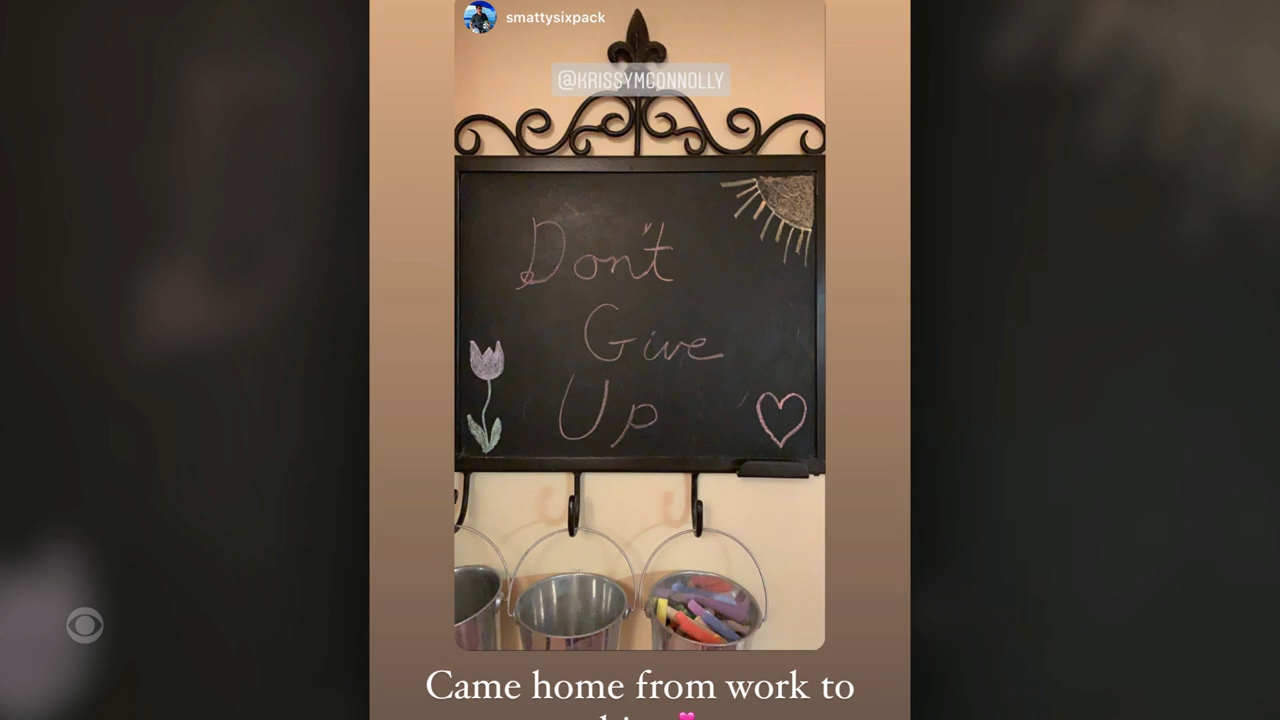 smattysixpack
@KRISSYMCONNOLLY
Don't
Give
Up
Came home from work to